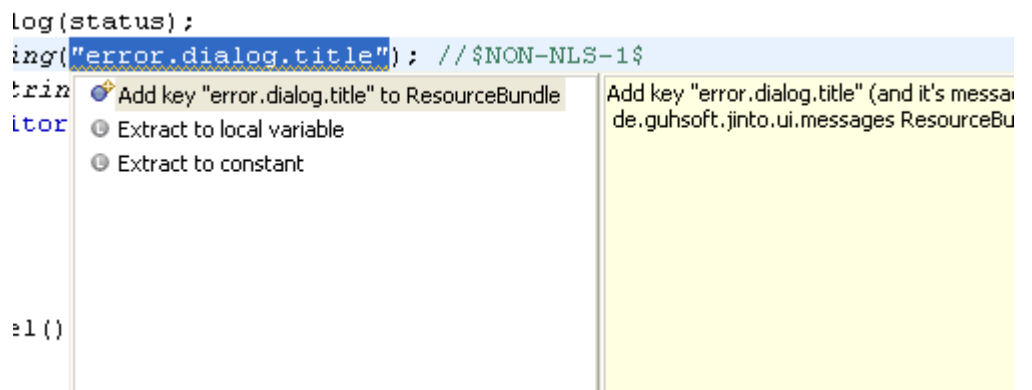 log(status);
ing("error.dialog.title"); //$NON-NLS-1$
trin
itor
Add key "error.dialog.title" to ResourceBundle
Extract to local variable
Extract to constant
Add key "error.dialog.title" (and it's messa
de.guhsoft.jinto.ui.messages ResourceBu
el()